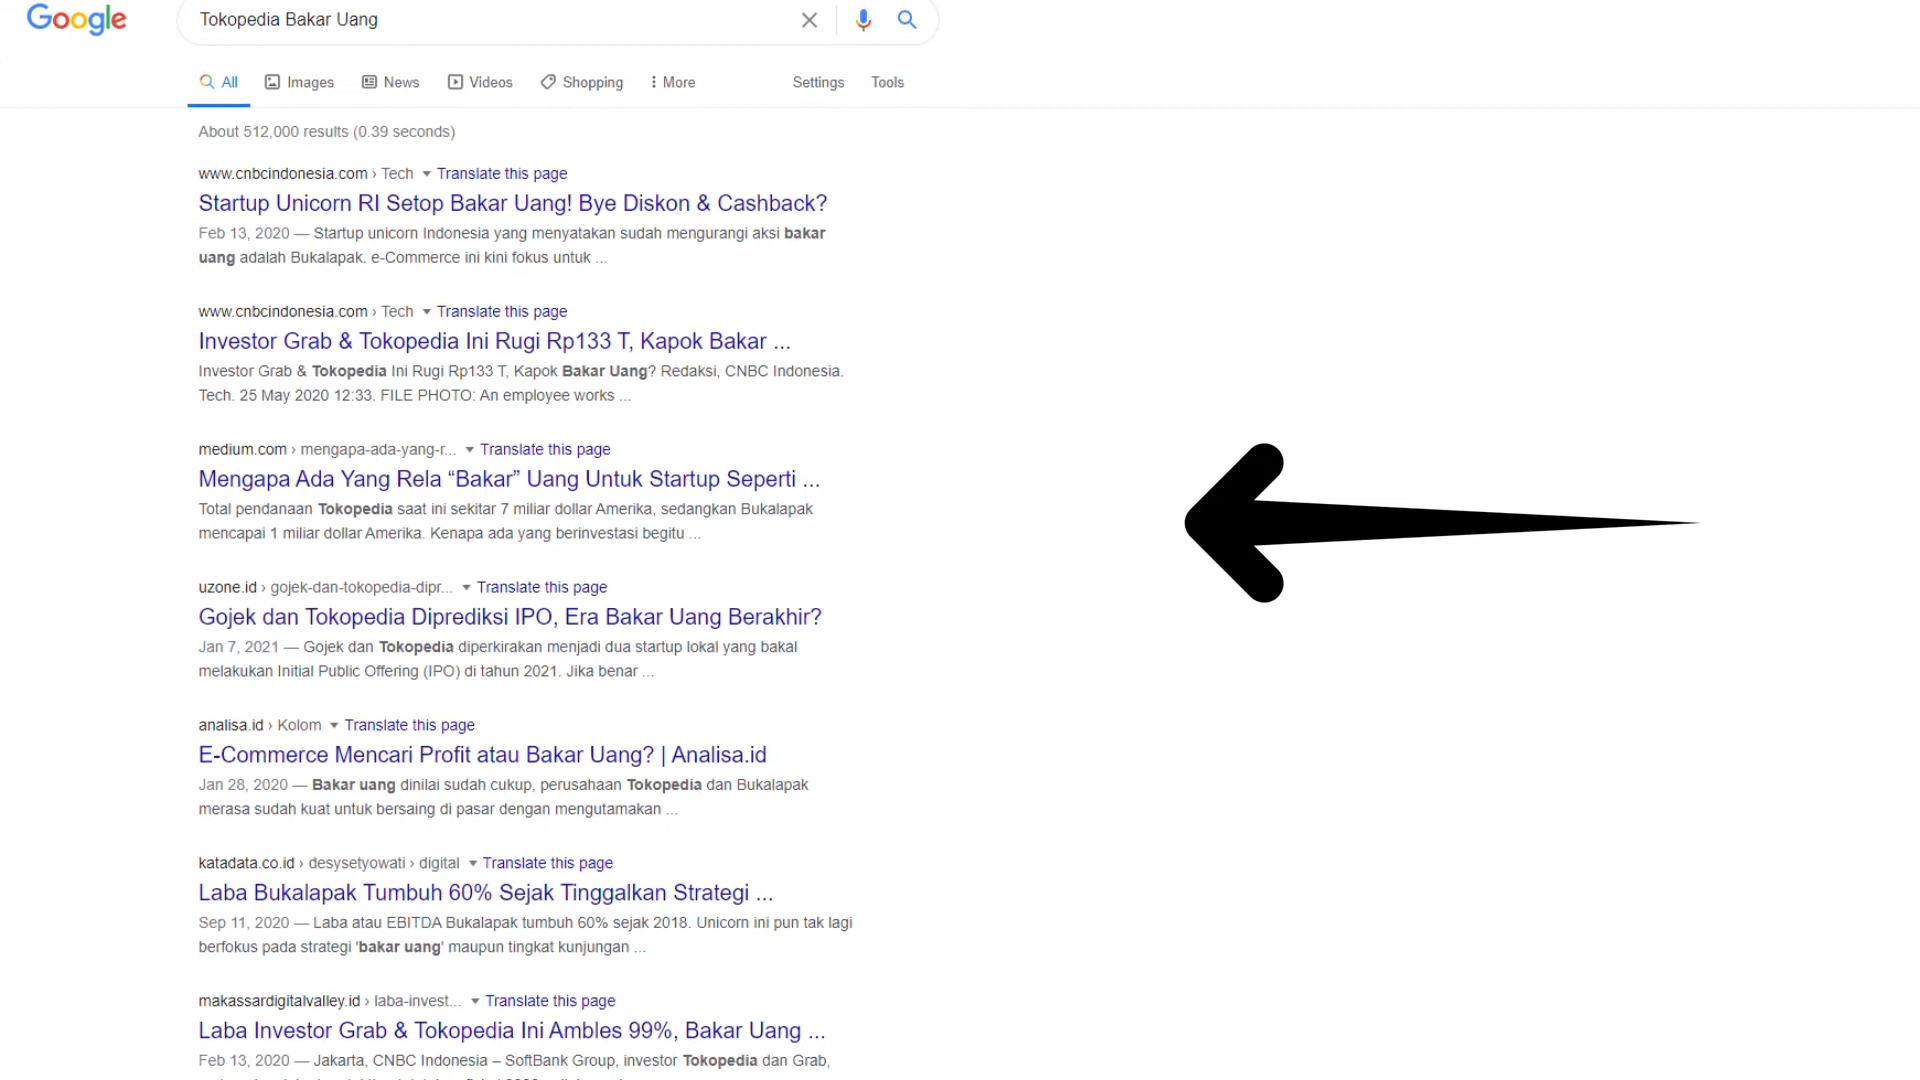 Google
Tokopedia Bakar Uang
All Images News Videos Shopping More Settings Tools
About 512,000 results (0.39 seconds)
www.cnbcindonesia.com › Tech Translate this page
Startup Unicorn RI Setop Bakar Uang! Bye Diskon & Cashback?
Feb 13, 2020 — Startup unicorn Indonesia yang menyatakan sudah mengurangi aksi bakar
uang adalah Bukalapak. e-Commerce ini kini fokus untuk ...
www.cnbcindonesia.com › Tech Translate this page
Investor Grab & Tokopedia Ini Rugi Rp133 T, Kapok Bakar ...
Investor Grab & Tokopedia Ini Rugi Rp133 T, Kapok Bakar Uang? Redaksi, CNBC Indonesia.
Tech. 25 May 2020 12:33. FILE PHOTO: An employee works ...
medium.com › mengapa-ada-yang-r... Translate this page
Mengapa Ada Yang Rela “Bakar” Uang Untuk Startup Seperti ...
Total pendanaan Tokopedia saat ini sekitar 7 miliar dollar Amerika, sedangkan Bukalapak
mencapai 1 miliar dollar Amerika. Kenapa ada yang berinvestasi begitu ...
uzone.id › gojek-dan-tokopedia-dipr... Translate this page
Gojek dan Tokopedia Diprediksi IPO, Era Bakar Uang Berakhir?
Jan 7, 2021 — Gojek dan Tokopedia diperkirakan menjadi dua startup lokal yang bakal
melakukan Initial Public Offering (IPO) di tahun 2021. Jika benar ...
analisa.id › Kolom Translate this page
E-Commerce Mencari Profit atau Bakar Uang? | Analisa.id
Jan 28, 2020 — Bakar uang dinilai sudah cukup, perusahaan Tokopedia dan Bukalapak
merasa sudah kuat untuk bersaing di pasar dengan mengutamakan ...
katadata.co.id › desysetyowati › digital Translate this page
Laba Bukalapak Tumbuh 60% Sejak Tinggalkan Strategi ...
Sep 11, 2020 — Laba atau EBITDA Bukalapak tumbuh 60% sejak 2018. Unicorn ini pun tak lagi
berfokus pada strategi 'bakar uang' maupun tingkat kunjungan ...
makassardigitalvalley.id › laba-invest... Translate this page
Laba Investor Grab & Tokopedia Ini Ambles 99%, Bakar Uang ...
Feb 13, 2020 — Jakarta, CNBC Indonesia – SoftBank Group, investor Tokopedia dan Grab,